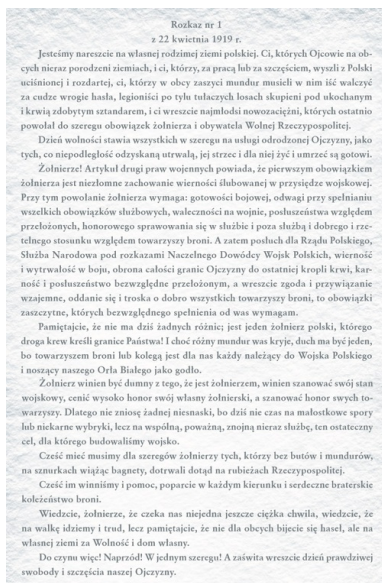 Rozkaz nr 1
z 22 kwietnia 1919 r.
Jesteśmy nareszcie na własnej rodzimej ziemi polskiej. Ci, których Ojcowie na ob-
cych nieraz porodzeni ziemiach, i ci, którzy, za pracą lub za szczęściem, wyszli z Polski
uciśnionej i rozdartej, ci, którzy w obcy zaszyci mundur musieli w nim iść walczyć
za cudze wrogie hasła, legioniści po tylu tułaczych losach skupieni pod ukochanym
i krwią zdobytym sztandarem, i ci wreszcie najmłodsi nowozaciężni, których ostatnio
powołał do szeregu obowiązek żołnierza i obywatela Wolnej Rzeczypospolitej.
Dzień wolności stawia wszystkich w szeregu na usługi odrodzonej Ojczyzny, jako
tych, co niepodległość odzyskaną utrwalą, jej strzec i dla niej żyć i umrzeć są gotowi.
Żołnierze! Artykuł drugi praw wojennych powiada, że pierwszym obowiązkiem
żołnierza jest niezłomne zachowanie wierności ślubowanej w przysiędze wojskowej.
Przy tym powołanie żołnierza wymaga: gotowości bojowej, odwagi przy spełnianiu
wszelkich obowiązków służbowych, waleczności na wojnie, posłuszeństwa względem
przełożonych, honorowego sprawowania się w służbie i poza służbą i dobrego i rze-
telnego stosunku względem towarzyszy broni. A zatem posłuch dla Rządu Polskiego,
Służba Narodowa pod rozkazami Naczelnego Dowódcy Wojsk Polskich, wierność
i wytrwałość w boju, obrona całości granic Ojczyzny do ostatniej kropli krwi, kar-
ność i posłuszeństwo bezwzględne przełożonym, a wreszcie zgoda i przywiązanie
wzajemne, oddanie się i troska o dobro wszystkich towarzyszy broni, to obowiązki
zaszczytne, których bezwzględnego spełnienia od was wymagam.
Pamiętajcie, że nie ma dziś żadnych różnic; jest jeden żołnierz polski, którego
droga krew kreśli granice Państwa! I choć różny mundur was kryje, duch ma być jeden,
bo towarzyszem broni lub kolegą jest dla nas każdy należący do Wojska Polskiego
i noszący naszego Orła Białego jako godło.
Żołnierz winien być dumny z tego, że jest żołnierzem, winien szanować swój stan
wojskowy, cenić wysoko honor swój własny żołnierski, a szanować honor swych to-
warzyszy. Dlatego nie zniosę żadnej niesnaski, bo dziś nie czas na małostkowe spory
lub niekarne wybryki, lecz na wspólną, poważną, znojną nieraz służbę, ten ostateczny
cel, dla którego budowaliśmy wojsko.
Cześć mieć musimy dla szeregów żołnierzy tych, którzy bez butów i mundurów,
na sznurkach wiążąc bagnety, dotrwali dotąd na rubieżach Rzeczypospolitej.
Cześć im winniśmy i pomoc, poparcie w każdym kierunku i serdeczne braterskie
koleżeństwo broni.
Wiedzcie, żołnierze, że czeka nas niejedna jeszcze ciężka chwila, wiedzcie, że
na walkę idziemy i trud, lecz pamiętajcie, że nie dla obcych bijecie się haseł, ale na
własnej ziemi za Wolność i dom własny.
Do czynu więc! Naprzód! W jednym szeregu! A zaświta wreszcie dzień prawdziwej
swobody i szczęścia naszej Ojczyzny.